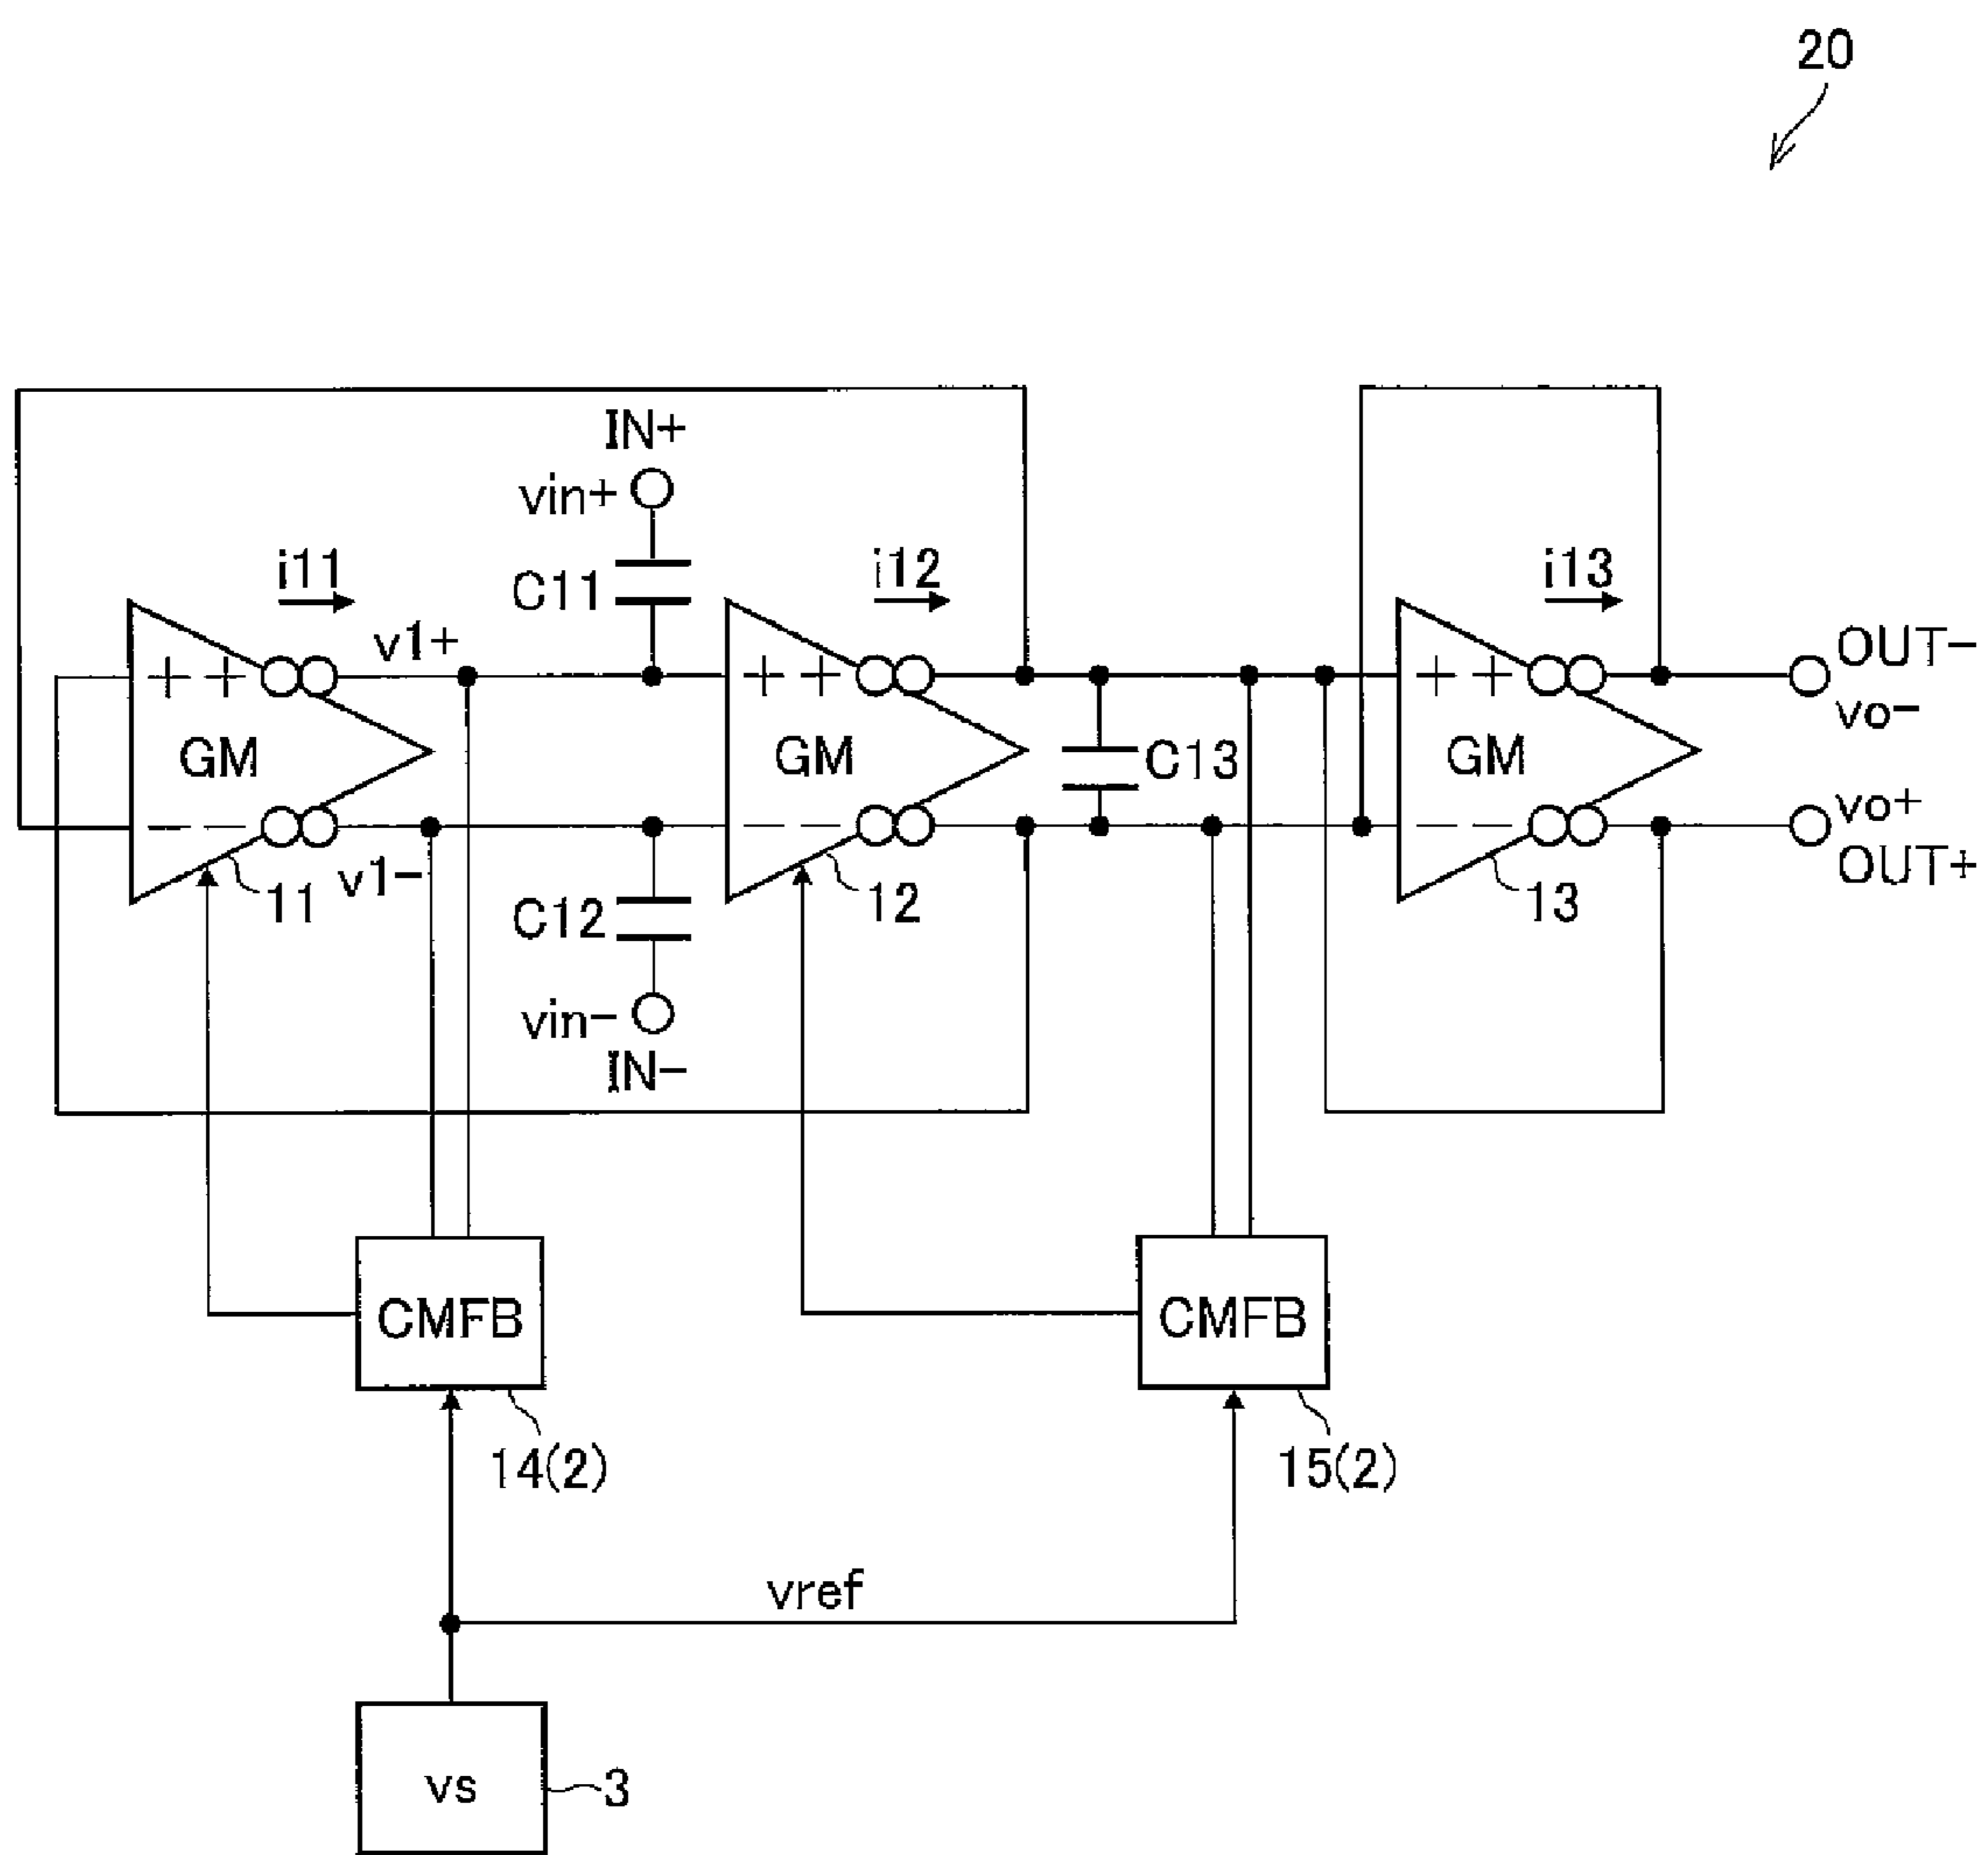 20
IN+
vin+
i11
C11
i12
i13
v1+
OUT-
vo-
+ +
+ +
+ +
GM
GM
C13
GM
vo+
OUT+
- -
- -
- -
v1-
11
C12
12
13
vin-
IN-
CMFB
CMFB
14(2)
15(2)
vref
vs
3